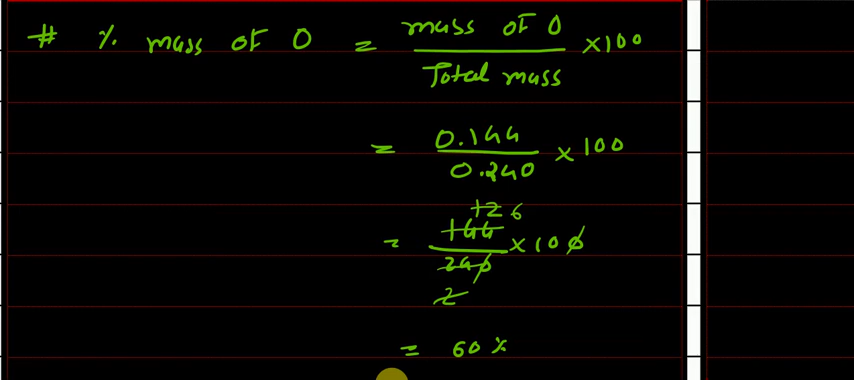 # % mass of O = mass of O / Total mass × 100
= 0.144 / 0.240 × 100
12 6
= 144 / 240 × 100
2
= 60 %